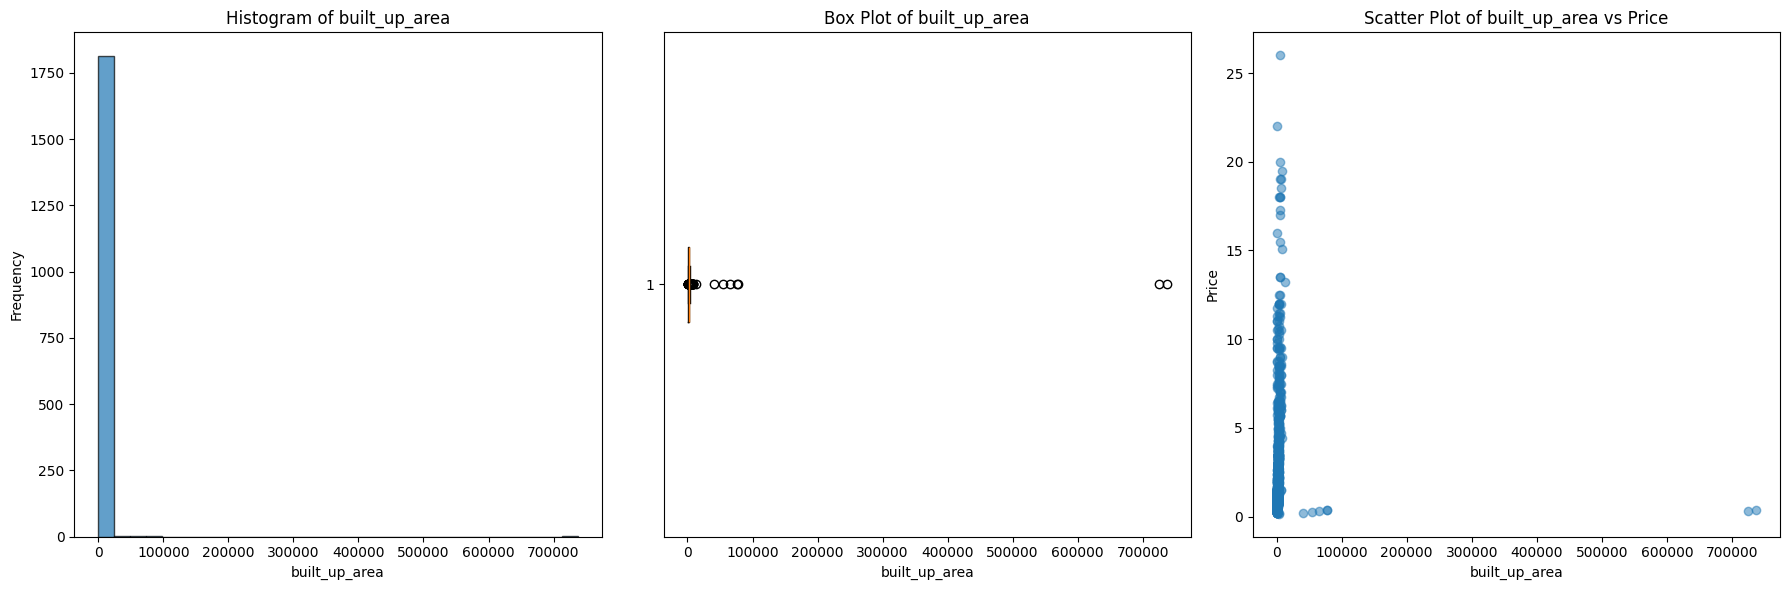 Histogram of built_up_area
Frequency
1750
1500
1250
1000
750
500
250
0
0 100000 200000 300000 400000 500000 600000 700000
built_up_area
Box Plot of built_up_area
1
0 100000 200000 300000 400000 500000 600000 700000
built_up_area
Scatter Plot of built_up_area vs Price
Price
25
20
15
10
5
0
0 100000 200000 300000 400000 500000 600000 700000
built_up_area